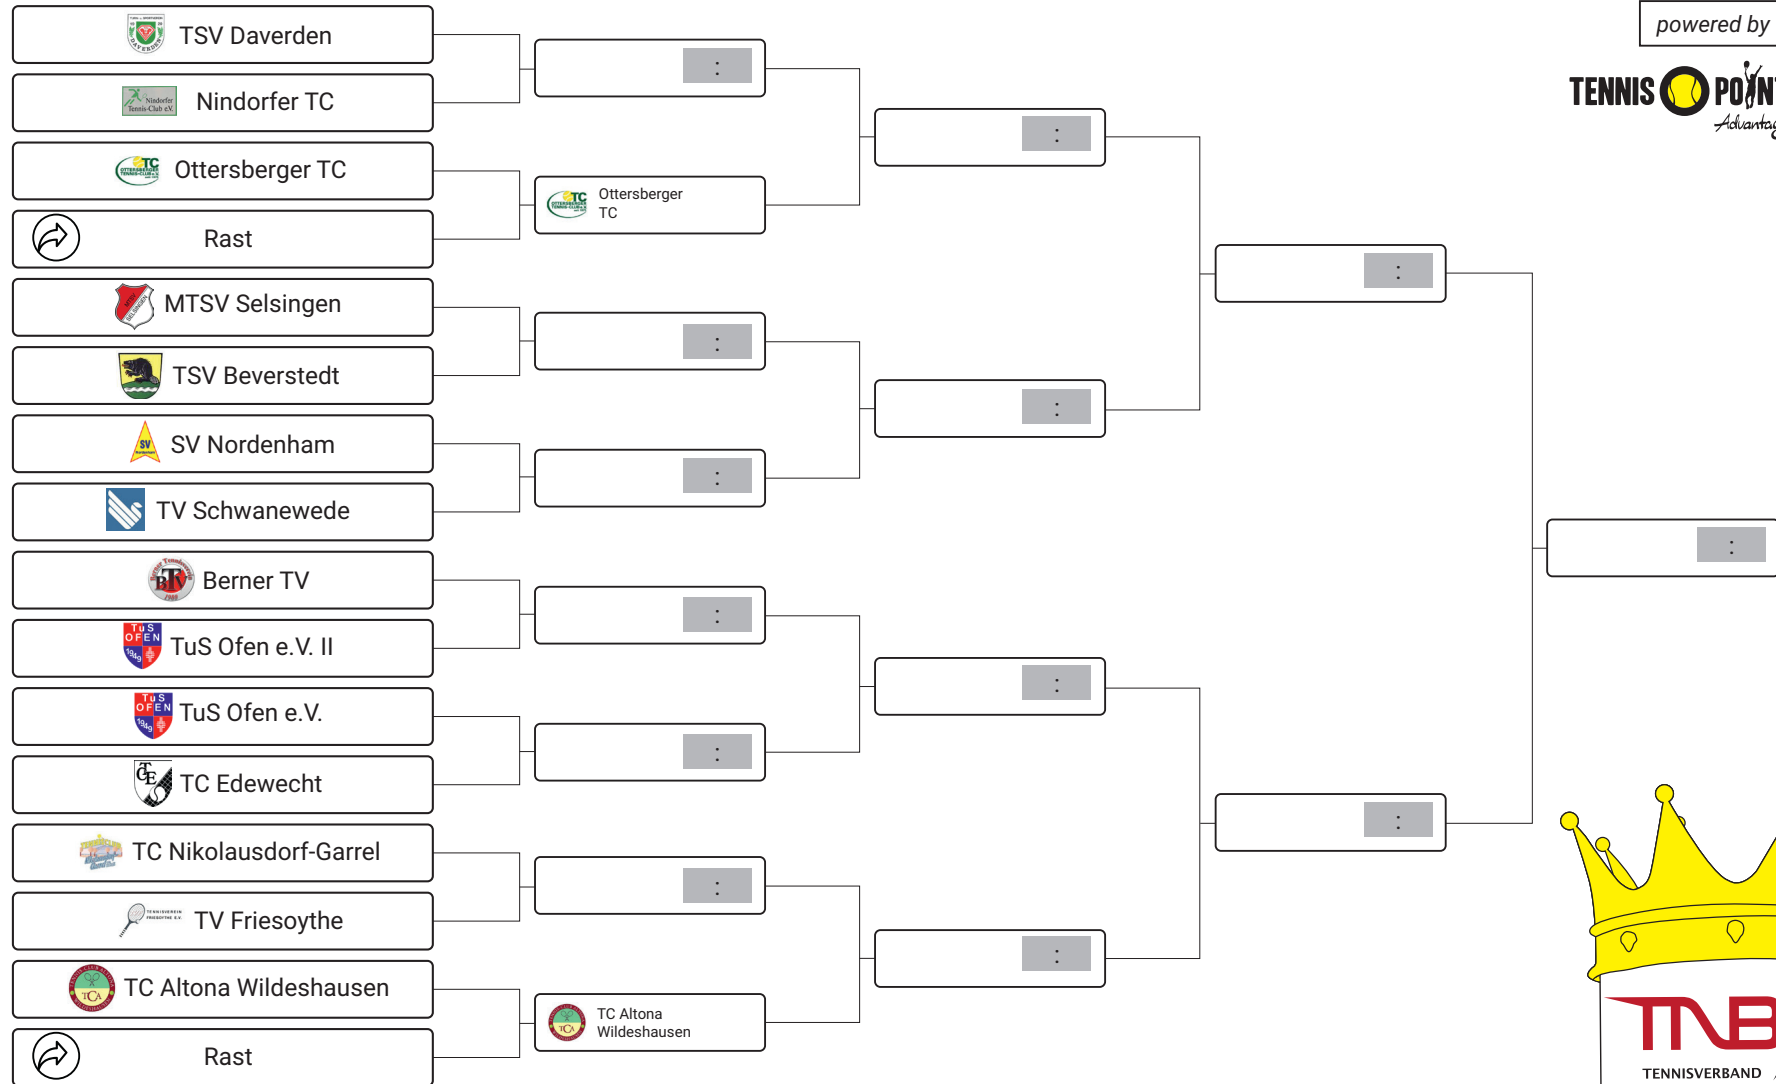 TSV Daverden
Nindorfer TC
Ottersberger TC
Rast
MTSV Selsingen
TSV Beverstedt
SV Nordenham
TV Schwanewede
Berner TV
TuS Ofen e.V. II
TuS Ofen e.V.
TC Edewecht
TC Nikolausdorf-Garrel
TV Friesoythe
TC Altona Wildeshausen
Rast
:
Ottersberger
TC
:
:
:
:
:
TC Altona
Wildeshausen
:
:
:
:
:
:
:
powered by
TENNIS POINT
TNB
TENNISVERBAND